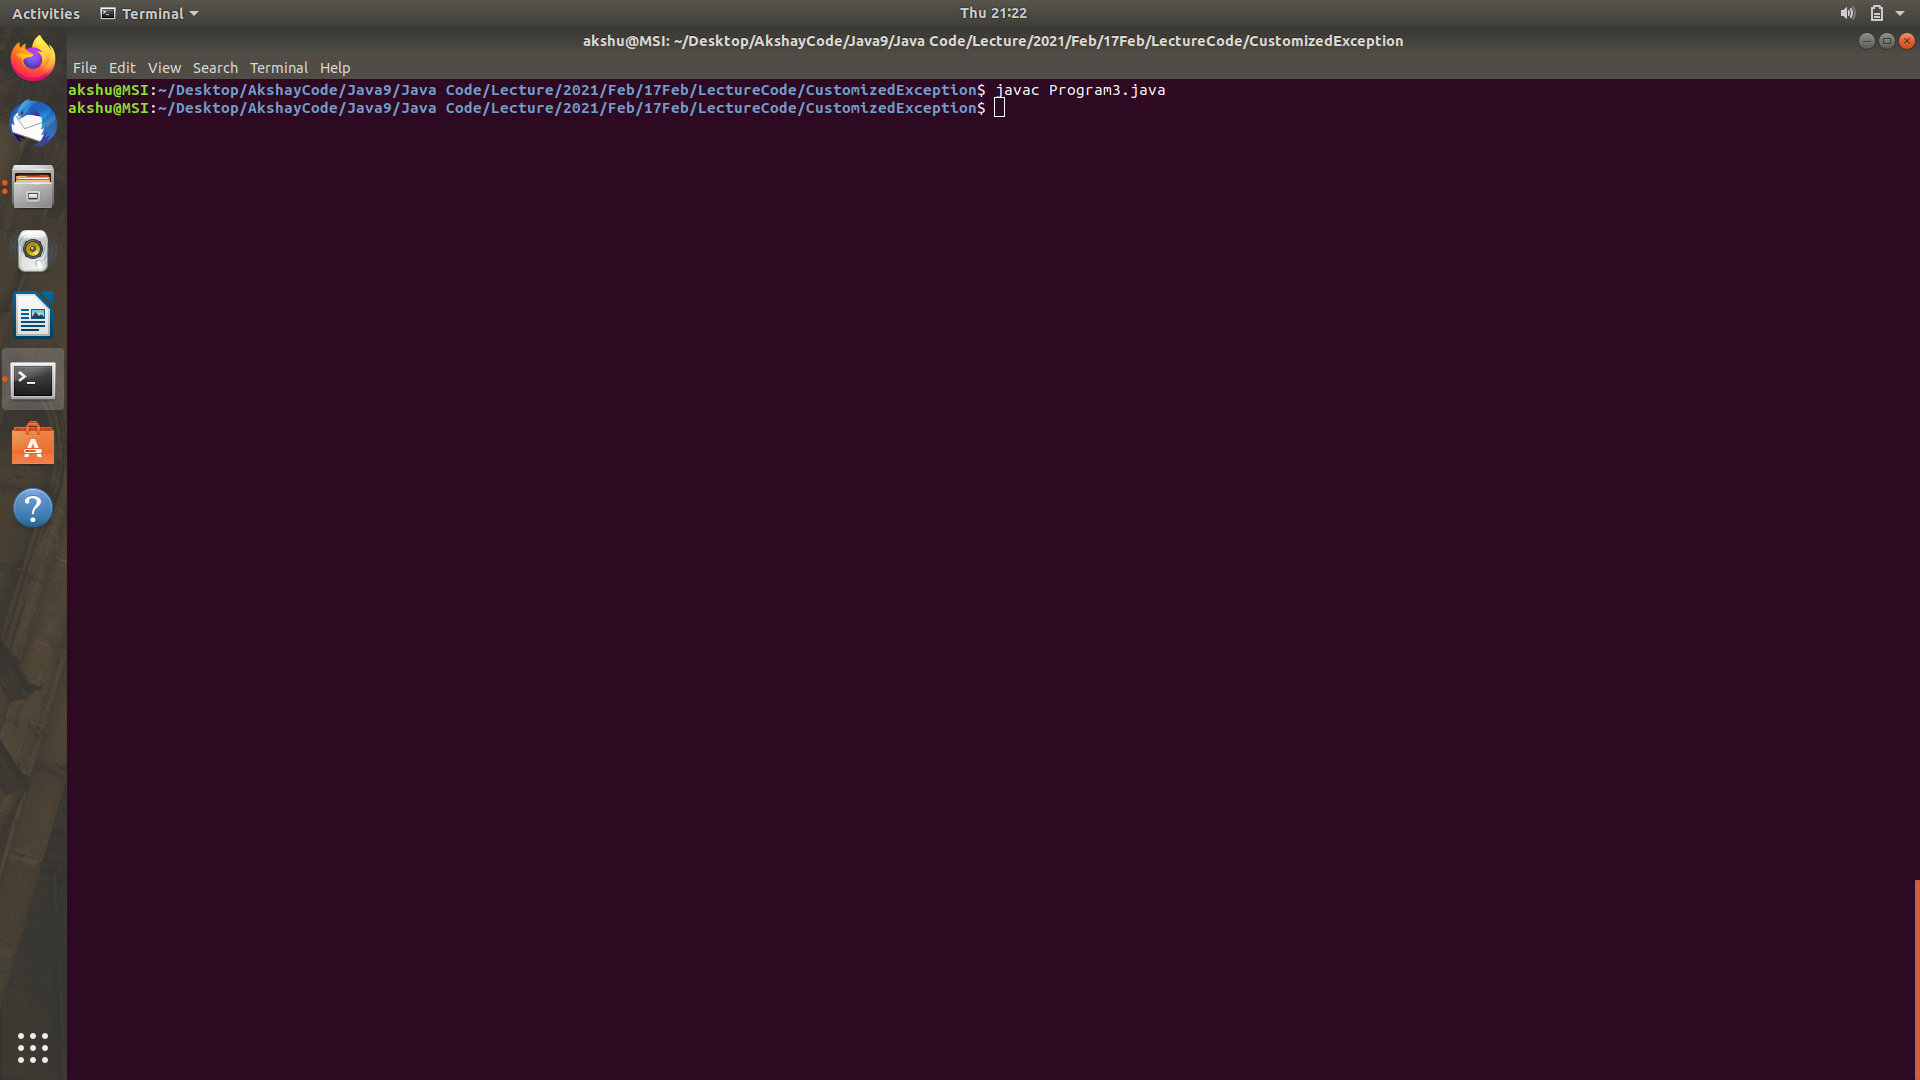 Activities Terminal Thu 21:22
akshu@MSI: ~/Desktop/AkshayCode/Java9/Java Code/Lecture/2021/Feb/17Feb/LectureCode/CustomizedException
File Edit View Search Terminal Help
akshu@MSI:~/Desktop/AkshayCode/Java9/Java Code/Lecture/2021/Feb/17Feb/LectureCode/CustomizedException$ javac Program3.java
akshu@MSI:~/Desktop/AkshayCode/Java9/Java Code/Lecture/2021/Feb/17Feb/LectureCode/CustomizedException$